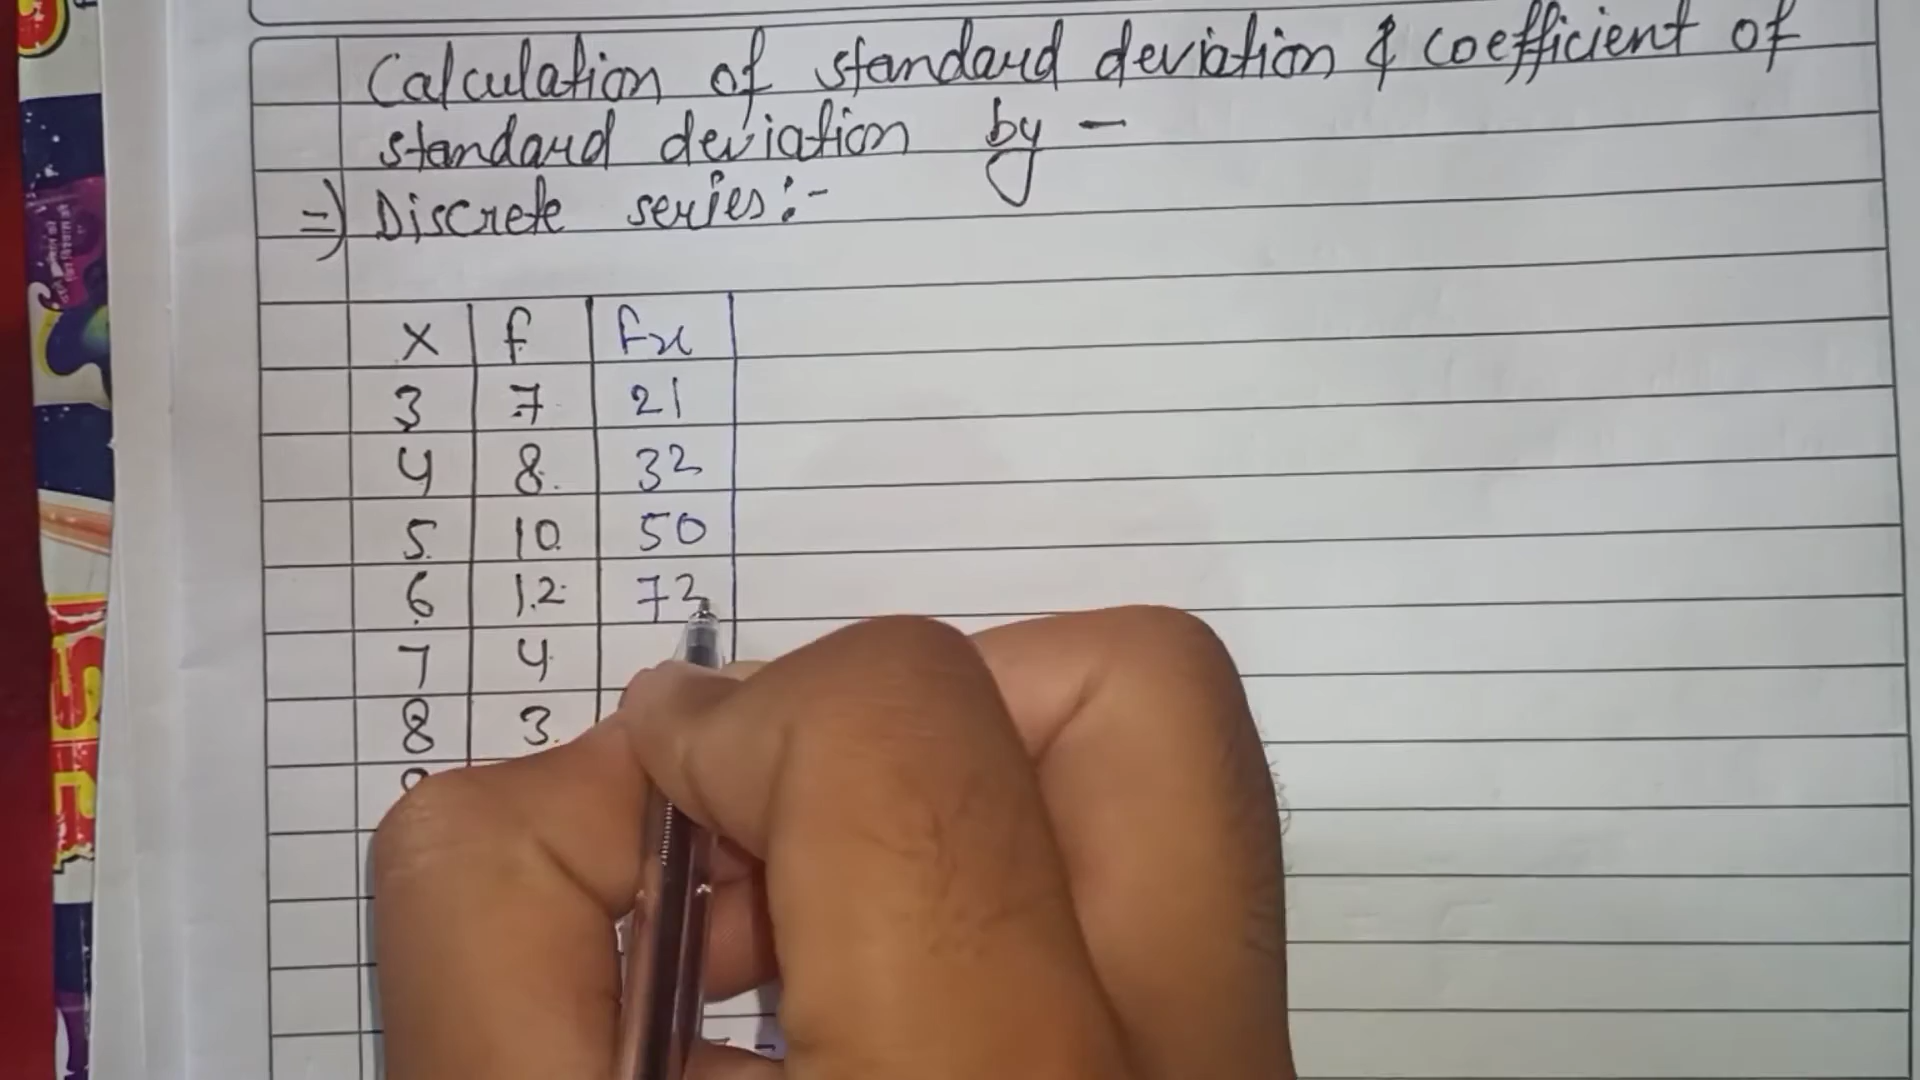 Calculation of standard deviation & coefficient of
standard deviation by -
=) Discrete series :-
X f fx
3 7 21
4 8 32
5 10 50
6 12 72
7 4
8 3